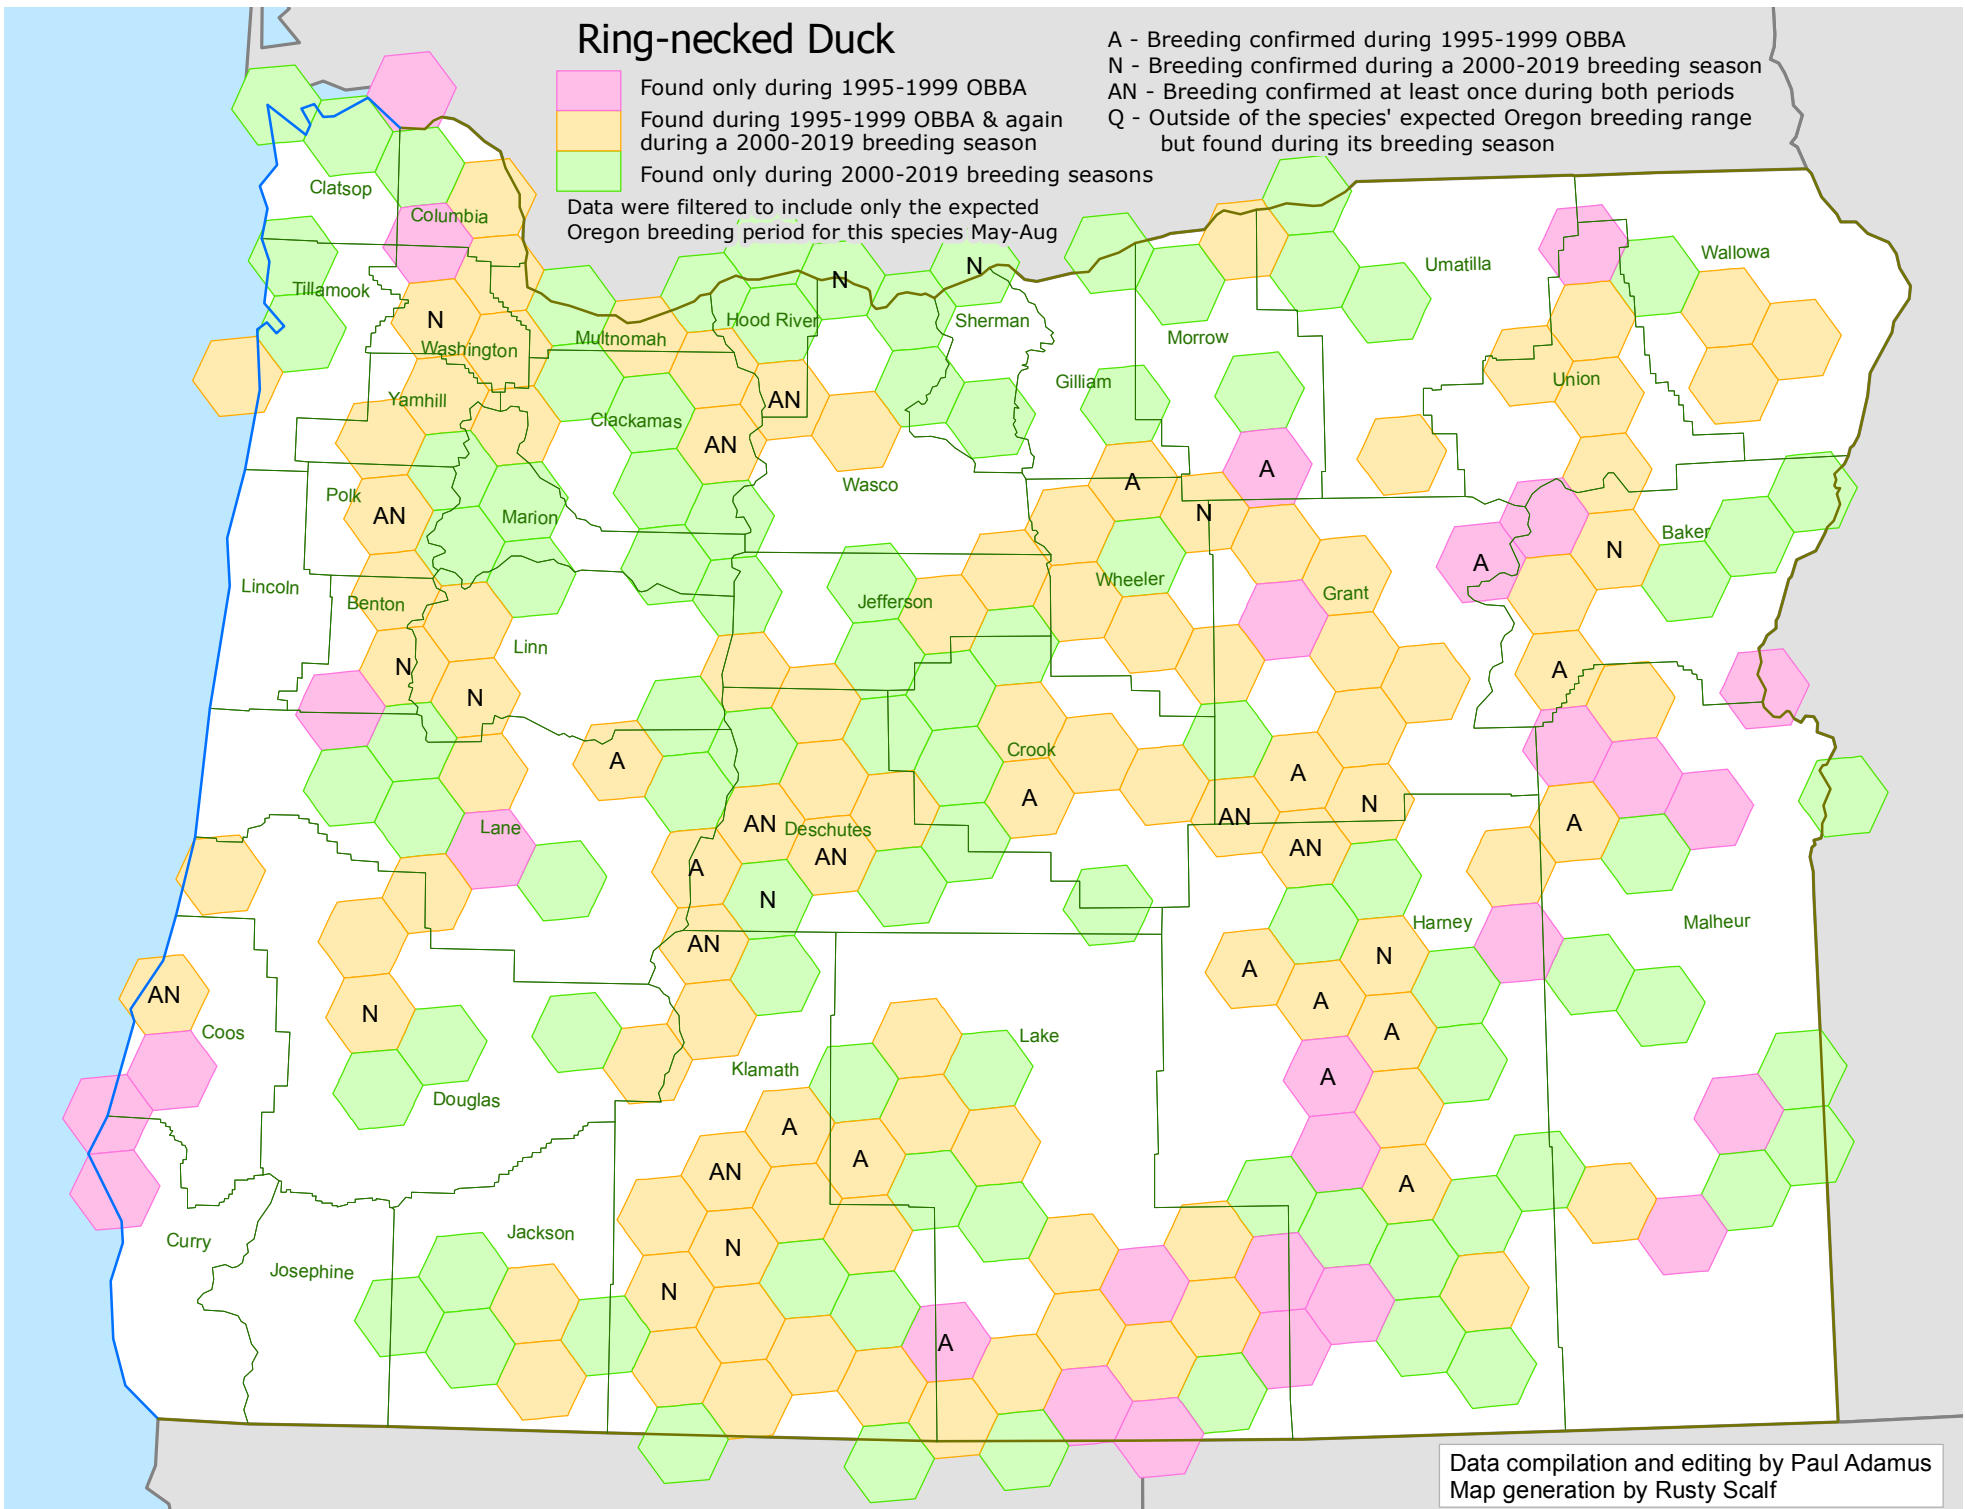 Ring-necked Duck
Found only during 1995-1999 OBBA
Found during 1995-1999 OBBA & again
during a 2000-2019 breeding season
Found only during 2000-2019 breeding seasons
Data were filtered to include only the expected
Oregon breeding period for this species May-Aug
A - Breeding confirmed during 1995-1999 OBBA
N - Breeding confirmed during a 2000-2019 breeding season
AN - Breeding confirmed at least once during both periods
Q - Outside of the species' expected Oregon breeding range
but found during its breeding season
Clatsop
Columbia
Umatilla
Wallowa
N
N
Tillamook
N
Hood River
Sherman
Washington
Multnomah
Morrow
Gilliam
Union
Yamhill
AN
Clackamas
AN
A
A
Wasco
Polk
AN
Marion
N
Baker
N
A
Lincoln
Benton
Jefferson
Wheeler
Grant
Linn
N
N
A
A
Crook
A
A
N
AN
Lane
AN
Deschutes
AN
AN
A
A
N
Harney
Malheur
AN
N
A
AN
N
A
A
Coos
Lake
Klamath
A
Douglas
A
A
AN
A
Curry
Jackson
N
Josephine
N
A
Data compilation and editing by Paul Adamus
Map generation by Rusty Scalf